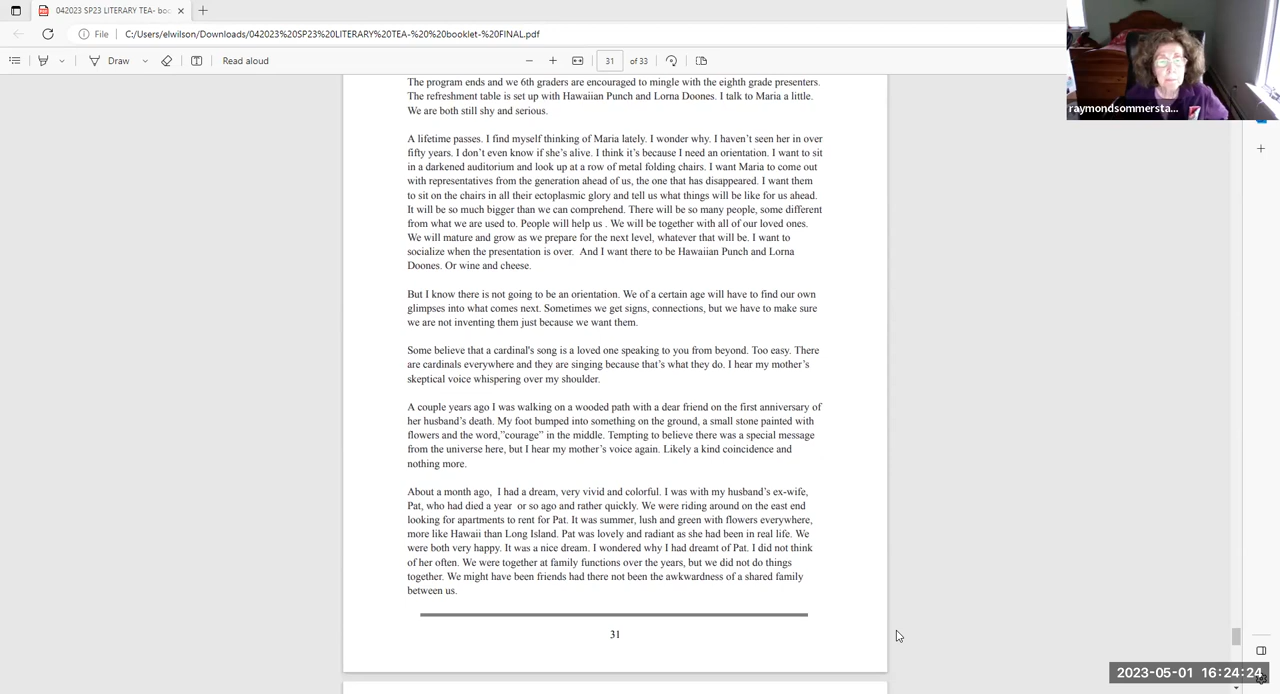 042023 SP23 LITERARY TEA- boo
File
C:/Users/elwilson/Downloads/042023%20SP23%20LITERARY%20TEA-%20%20booklet-%20FINAL.pdf
Draw
Read aloud
31
of 33
raymondsommersta...
The program ends and we 6th graders are encouraged to mingle with the eighth grade presenters.
The refreshment table is set up with Hawaiian Punch and Lorna Doones. I talk to Maria a little.
We are both still shy and serious.
A lifetime passes. I find myself thinking of Maria lately. I wonder why. I haven't seen her in over
fifty years. I don't even know if she's alive. I think it's because I need an orientation. I want to sit
in a darkened auditorium and look up at a row of metal folding chairs. I want Maria to come out
with representatives from the generation ahead of us, the one that has disappeared. I want them
to sit on the chairs in all their ectoplasmic glory and tell us what things will be like for us ahead.
It will be so much bigger than we can comprehend. There will be so many people, some different
from what we are used to. People will help us . We will be together with all of our loved ones.
We will mature and grow as we prepare for the next level, whatever that will be. I want to
socialize when the presentation is over.  And I want there to be Hawaiian Punch and Lorna
Doones. Or wine and cheese.
But I know there is not going to be an orientation. We of a certain age will have to find our own
glimpses into what comes next. Sometimes we get signs, connections, but we have to make sure
we are not inventing them just because we want them.
Some believe that a cardinal's song is a loved one speaking to you from beyond. Too easy. There
are cardinals everywhere and they are singing because that's what they do. I hear my mother's
skeptical voice whispering over my shoulder.
A couple years ago I was walking on a wooded path with a dear friend on the first anniversary of
her husband's death. My foot bumped into something on the ground, a small stone painted with
flowers and the word,"courage" in the middle. Tempting to believe there was a special message
from the universe here, but I hear my mother's voice again. Likely a kind coincidence and
nothing more.
About a month ago,  I had a dream, very vivid and colorful. I was with my husband's ex-wife,
Pat, who had died a year  or so ago and rather quickly. We were riding around on the east end
looking for apartments to rent for Pat. It was summer, lush and green with flowers everywhere,
more like Hawaii than Long Island. Pat was lovely and radiant as she had been in real life. We
were both very happy. It was a nice dream. I wondered why I had dreamt of Pat. I did not think
of her often. We were together at family functions over the years, but we did not do things
together. We might have been friends had there not been the awkwardness of a shared family
between us.
31
2023-05-01 16:24:24